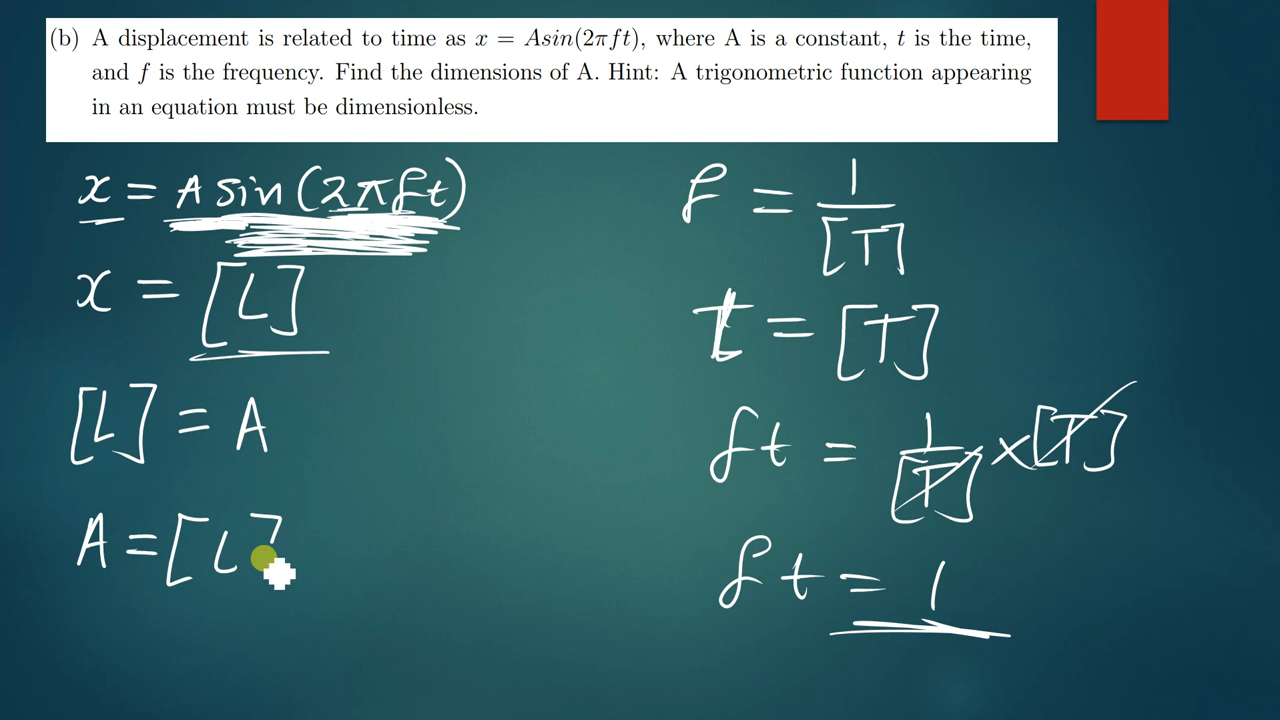 (b) A displacement is related to time as x = Asin(2πft), where A is a constant, t is the time,
and f is the frequency. Find the dimensions of A. Hint: A trigonometric function appearing
in an equation must be dimensionless.
x = A sin(2πft)
x = [L]
[L] = A
A = [L]
f = 1/[T]
t = [T]
ft = 1/[T] × [T]
ft = 1